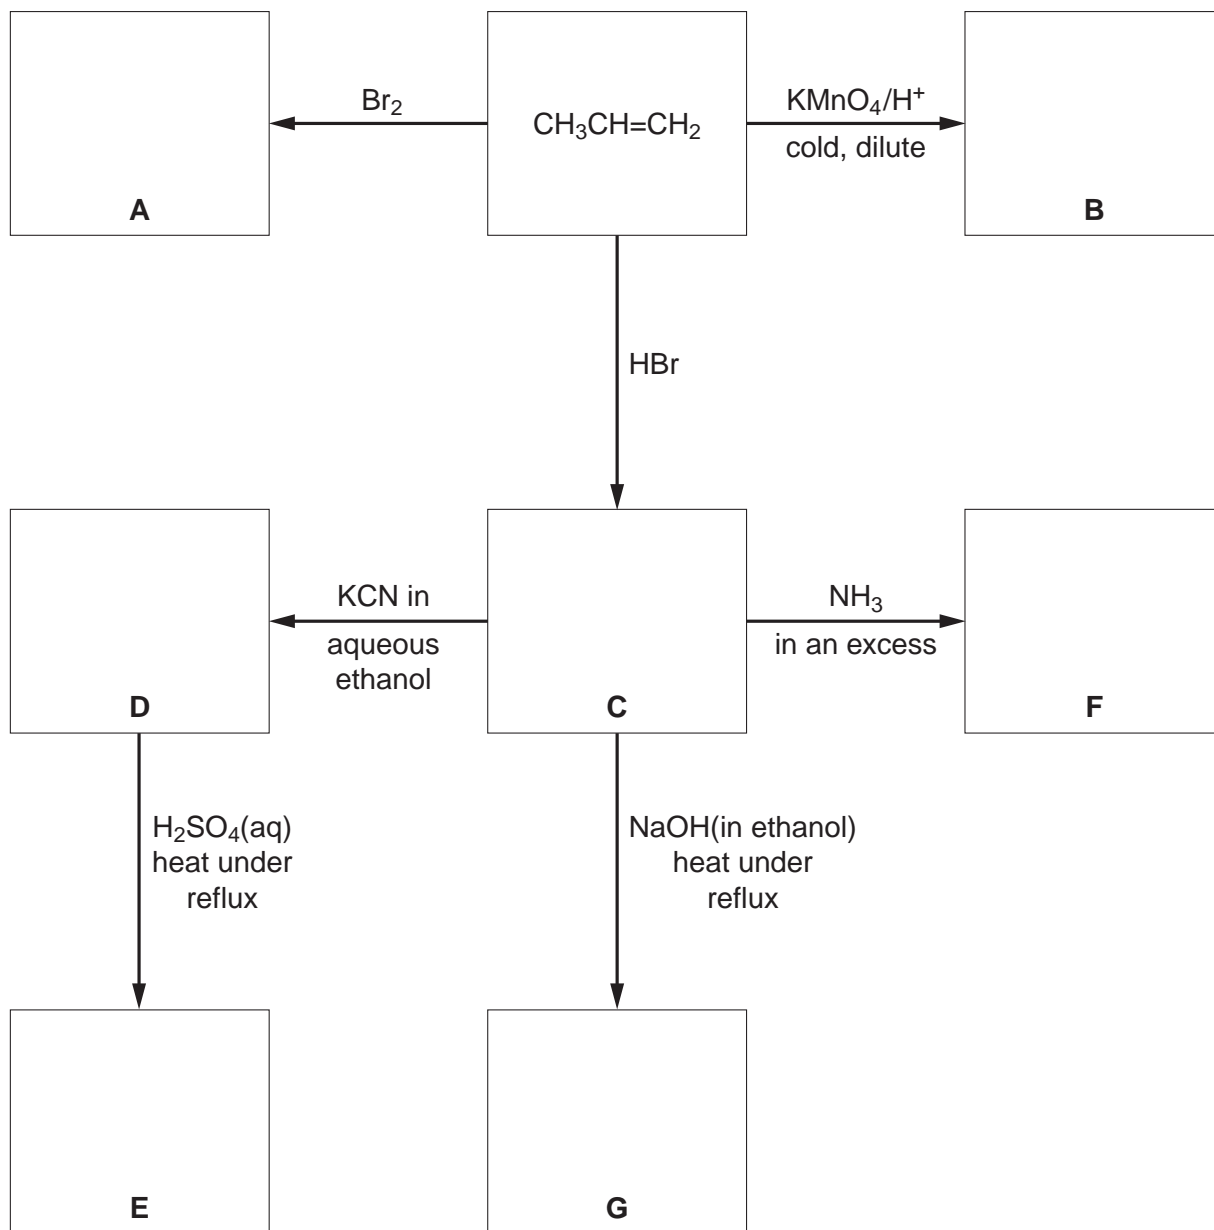 Br₂
CH₃CH=CH₂
KMnO₄/H⁺
cold, dilute
A
B
HBr
KCN in
aqueous
ethanol
NH₃
in an excess
D
C
F
H₂SO₄(aq)
heat under
reflux
NaOH(in ethanol)
heat under
reflux
E
G